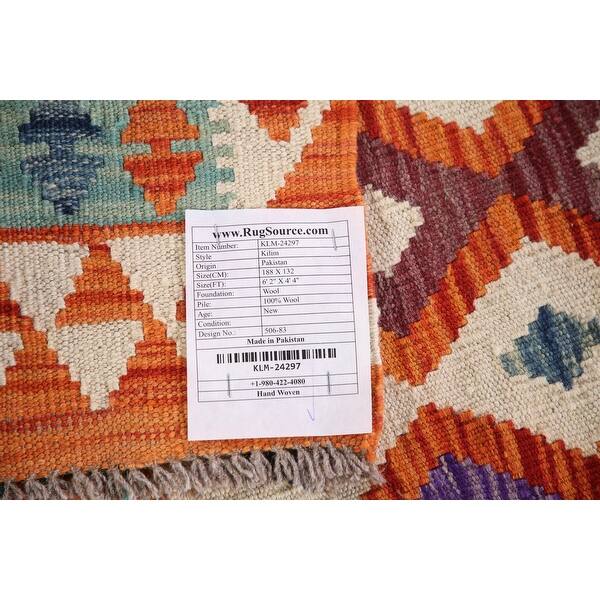 www.RugSource.com
Item Number: KLM-24297
Style Kilim
Origin Pakistan
Size(CM): 188 X 132
Size(FT): 6' 2" X 4' 4"
Foundation: Wool
Pile: 100% Wool
Age: New
Condition:
Design No.: 506-83
Made in Pakistan
KLM-24297
+1-980-422-4080
Hand Woven